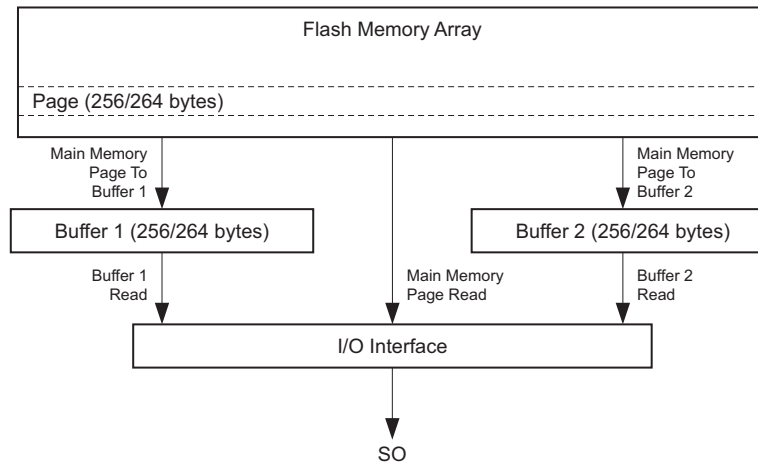 Flash Memory Array
Page (256/264 bytes)
Main Memory
Page To
Buffer 1
Main Memory
Page To
Buffer 2
Buffer 1 (256/264 bytes)
Buffer 2 (256/264 bytes)
Buffer 1
Read
Main Memory
Page Read
Buffer 2
Read
I/O Interface
SO